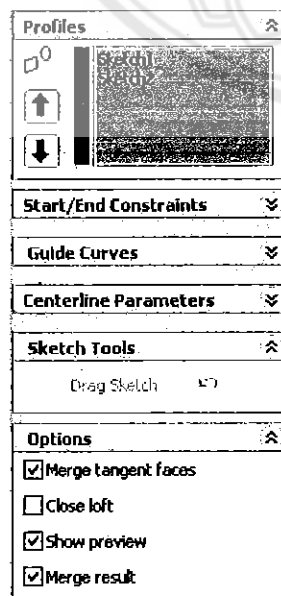 Profiles
Sketch1
Sketch2
Start/End Constraints
Guide Curves
Centerline Parameters
Sketch Tools
Drag Sketch
Options
Merge tangent faces
Close loft
Show preview
Merge result